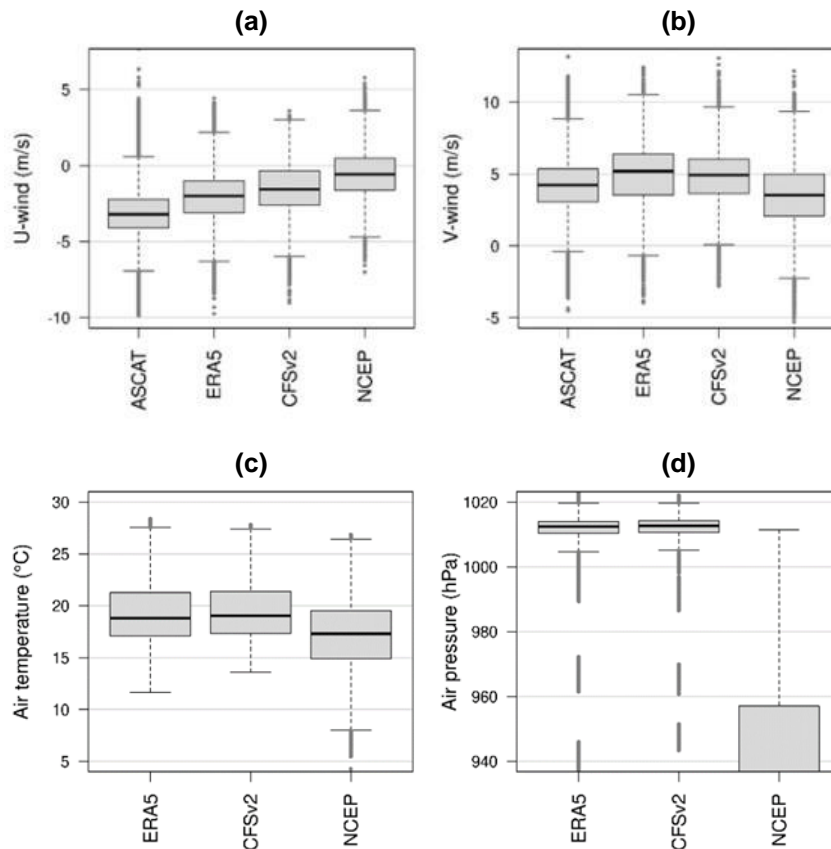 (a)
U-wind (m/s)
5
0
-5
-10
ASCAT
ERA5
CFSv2
NCEP
(b)
V-wind (m/s)
10
5
0
-5
ASCAT
ERA5
CFSv2
NCEP
(c)
Air temperature (°C)
30
25
20
15
10
5
ERA5
CFSv2
NCEP
(d)
Air pressure (hPa)
1020
1000
980
960
940
ERA5
CFSv2
NCEP